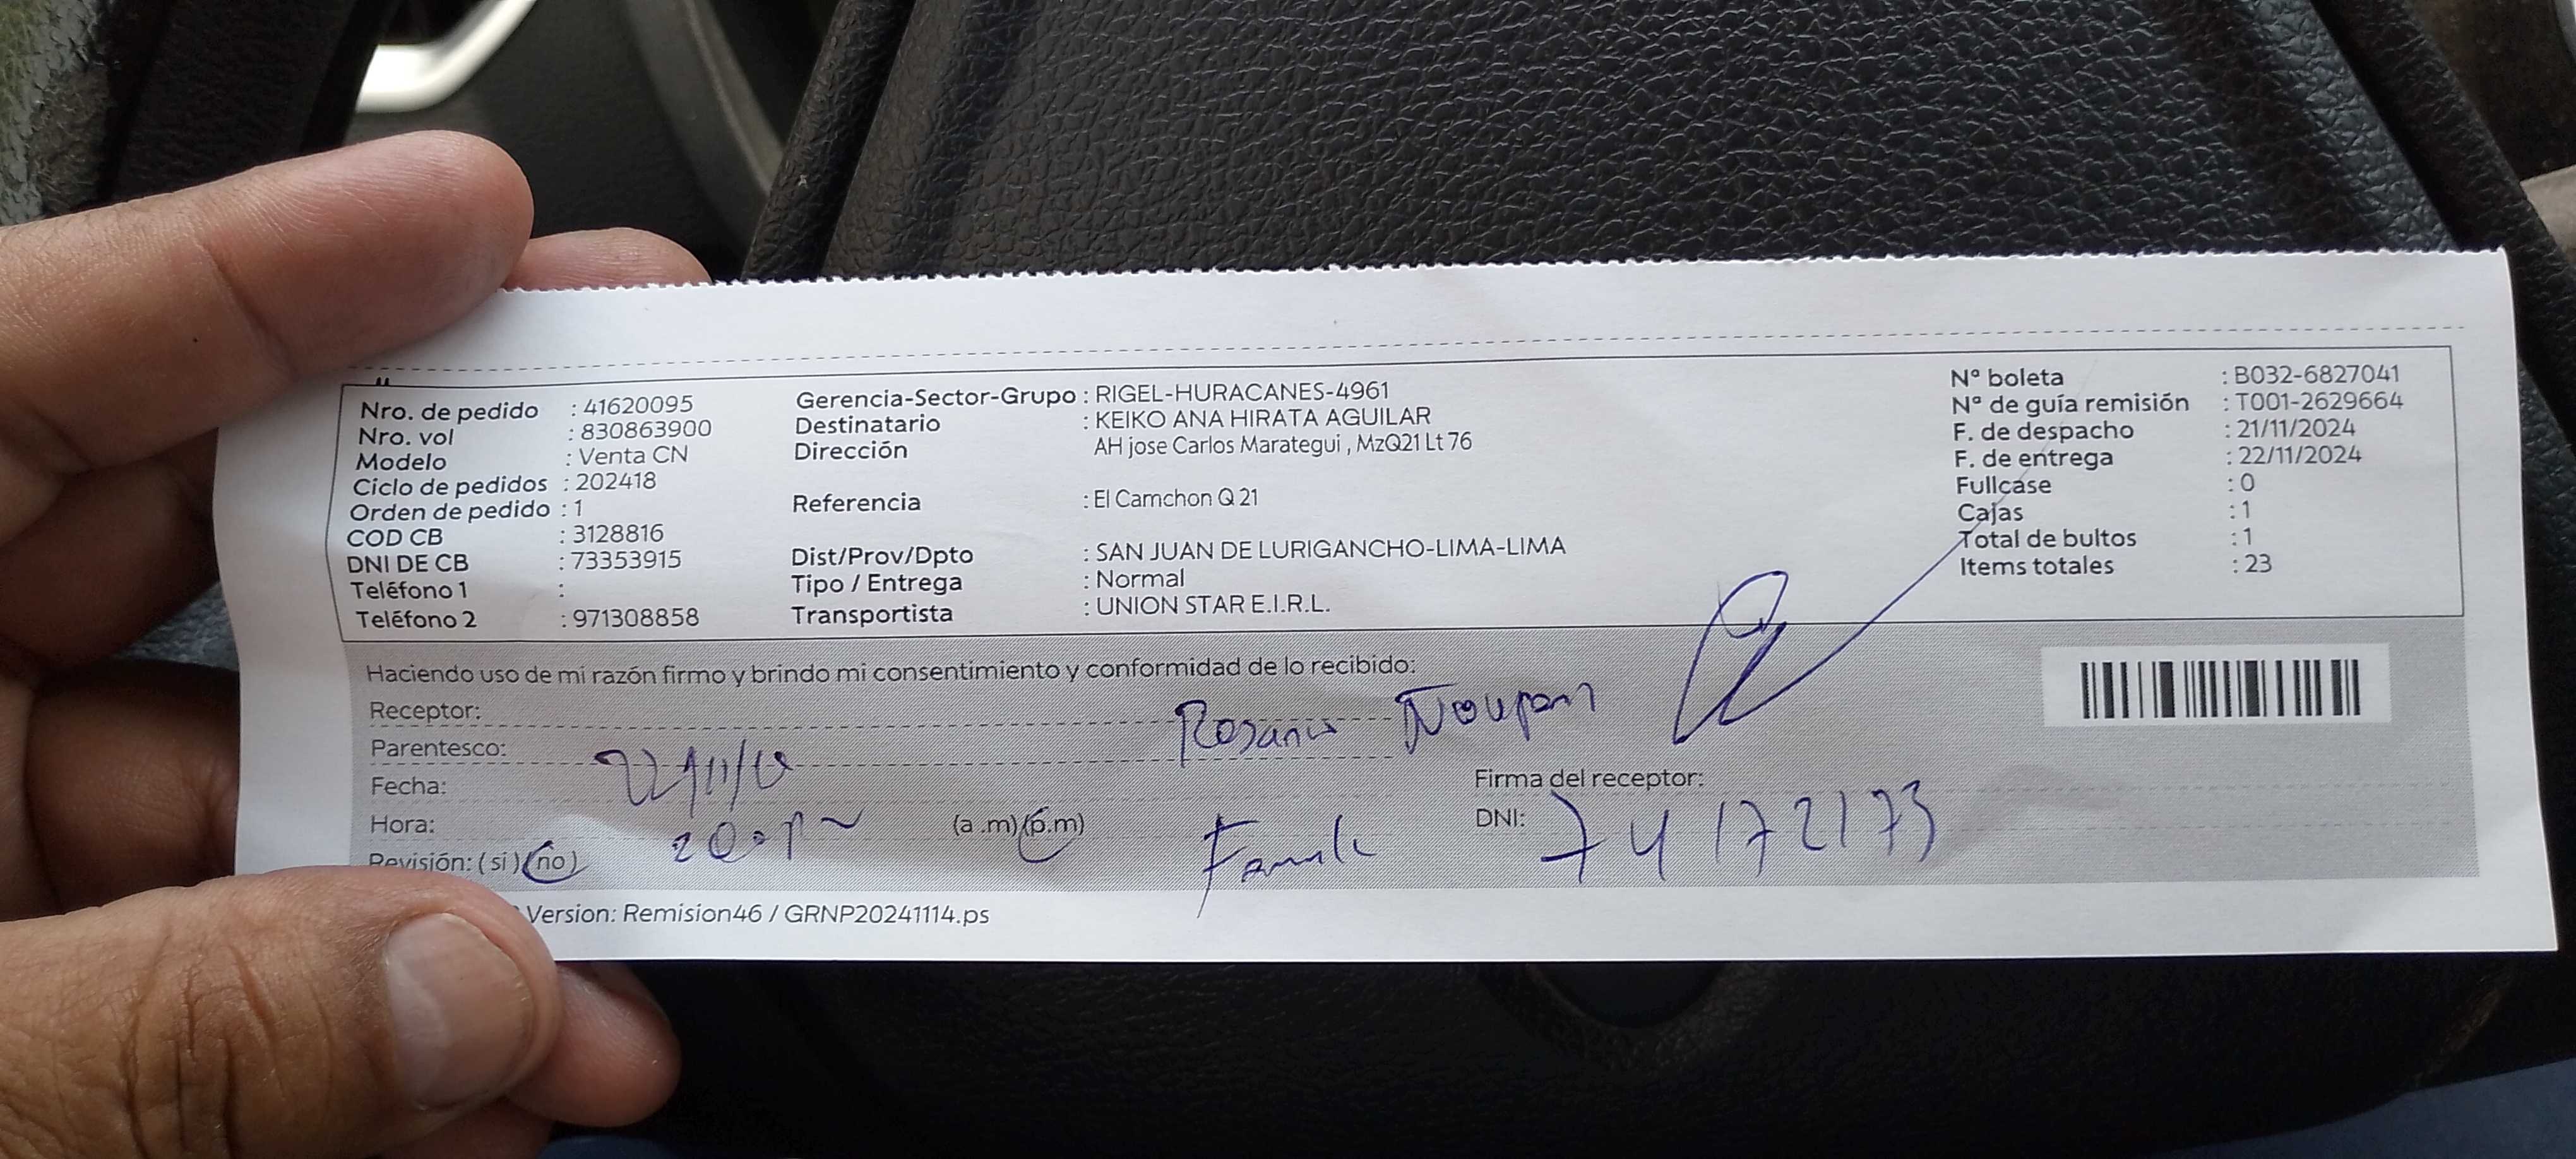 Nro. de pedido : 41620095
Nro. vol : 830863900
Modelo : Venta CN
Ciclo de pedidos : 202418
Orden de pedido : 1
COD CB : 3128816
DNI DE CB : 73353915
Teléfono 1 :
Teléfono 2 : 971308858
Gerencia-Sector-Grupo : RIGEL-HURACANES-4961
Destinatario : KEIKO ANA HIRATA AGUILAR
Dirección AH jose Carlos Marategui , MzQ21 Lt 76
Referencia : El Camchon Q 21
Dist/Prov/Dpto : SAN JUAN DE LURIGANCHO-LIMA-LIMA
Tipo / Entrega : Normal
Transportista : UNION STAR E.I.R.L.
Nº boleta : B032-6827041
Nº de guía remisión : T001-2629664
F. de despacho : 21/11/2024
F. de entrega : 22/11/2024
Fullcase : 0
Cajas : 1
Total de bultos : 1
Items totales : 23
Haciendo uso de mi razón firmo y brindo mi consentimiento y conformidad de lo recibido:
Receptor:
Parentesco:
Fecha: 22/11/
Hora: (a .m)(p.m)
Revisión: (si)(no)
Firma del receptor:
DNI: 74172173
Version: Remision46 / GRNP20241114.ps